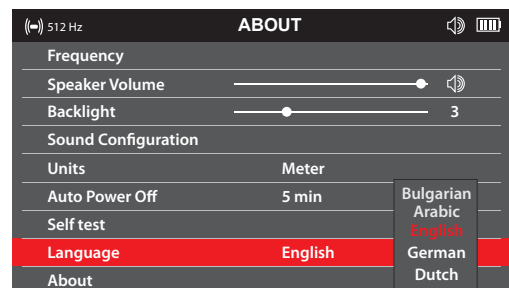 512 Hz ABOUT
Frequency
Speaker Volume
Backlight 3
Sound Configuration
Units Meter
Auto Power Off 5 min
Self test
Language English
About
Bulgarian
Arabic
English
German
Dutch